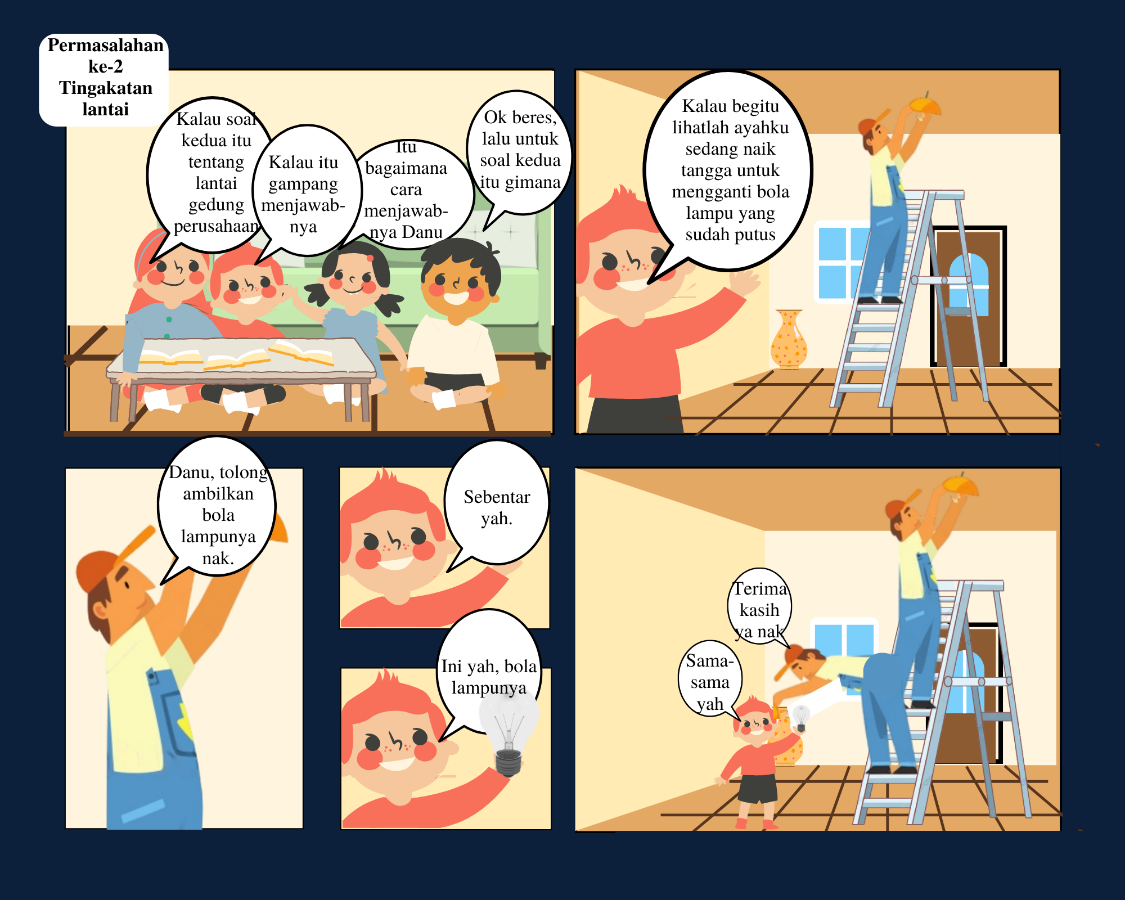 Permasalahan
ke-2
Tingakatan
lantai
Kalau soal
kedua itu
tentang
lantai
gedung
perusahaan
Kalau itu
gampang
menjawab-
nya
Itu
bagaimana
cara
menjawab-
nya Danu
Ok beres,
lalu untuk
soal kedua
itu gimana
Kalau begitu
lihatlah ayahku
sedang naik
tangga untuk
mengganti bola
lampu yang
sudah putus
Danu, tolong
ambilkan
bola
lampunya
nak.
Sebentar
yah.
Ini yah, bola
lampunya
Terima
kasih
ya nak
Sama-
sama
yah